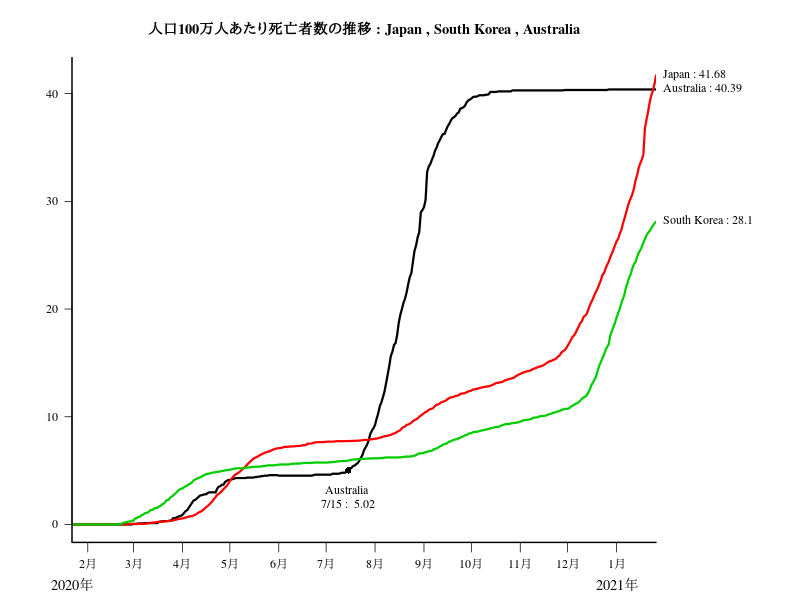 人口100万人あたり死亡者数の推移 : Japan , South Korea , Australia
Japan : 41.68
Australia : 40.39
South Korea : 28.1
40
30
20
10
0
Australia
7/15 :  5.02
2月 3月 4月 5月 6月 7月 8月 9月 10月 11月 12月 1月
2020年 2021年